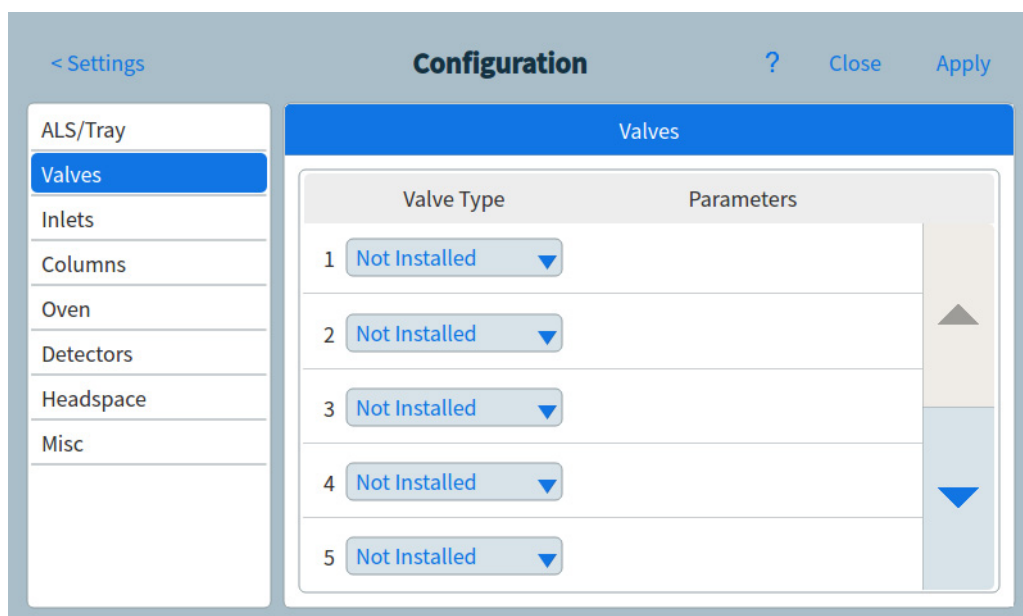 < Settings Configuration ? Close Apply
ALS/Tray
Valves
Inlets
Columns
Oven
Detectors
Headspace
Misc
Valves
Valve Type Parameters
1 Not Installed
2 Not Installed
3 Not Installed
4 Not Installed
5 Not Installed